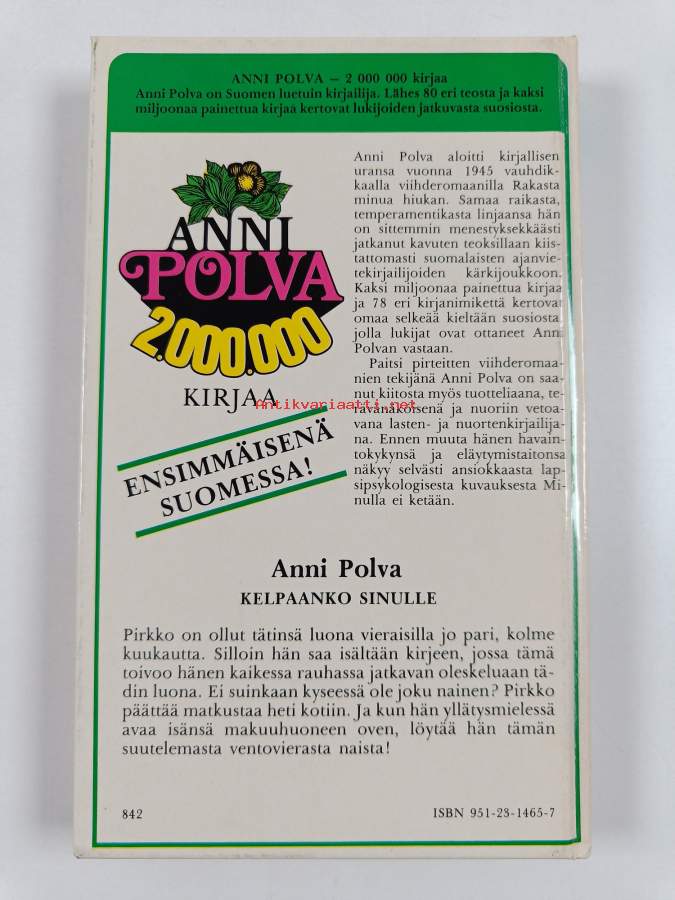 ANNI POLVA – 2 000 000 kirjaa
Anni Polva on Suomen luetuin kirjailija. Lähes 80 eri teosta ja kaksi
miljoonaa painettua kirjaa kertovat lukijoiden jatkuvasta suosiosta.
ANNI
POLVA
2.000.000
KIRJAA
ENSIMMÄISENÄ
SUOMESSA!
Anni Polva aloitti kirjallisen
uransa vuonna 1945 vauhdik-
kaalla viihderomaanilla Rakasta
minua hiukan. Samaa raikasta,
temperamentikasta linjaansa hän
on sittemmin menestyksekkäästi
jatkanut kavuten teoksillaan kiis-
tattomasti suomalaisten ajanvie-
tekirjailijoiden kärkijoukkoon.
Kaksi miljoonaa painettua kirjaa
ja 78 eri kirjanimikettä kertovat
omaa selkeää kieltään suosiosta
jolla lukijat ovat ottaneet Anni
Polvan vastaan.
Paitsi pirteitten viihderomaa-
nien tekijänä Anni Polva on saa-
nut kiitosta myös tuotteliaana, te-
rävänäköisenä ja nuoriin vetoa-
vana lasten- ja nuortenkirjailija-
na. Ennen muuta hänen havain-
tokykynsä ja eläytymistaitonsa
näkyy selvästi ansiokkaasta lap-
sipsykologisesta kuvauksesta Mi-
nulla ei ketään.
Antikvariaatti.net
Anni Polva
KELPAANKO SINULLE
Pirkko on ollut tätinsä luona vieraisilla jo pari, kolme
kuukautta. Silloin hän saa isältään kirjeen, jossa tämä
toivoo hänen kaikessa rauhassa jatkavan oleskeluaan tä-
din luona. Ei suinkaan kyseessä ole joku nainen? Pirkko
päättää matkustaa heti kotiin. Ja kun hän yllätysmielessä
avaa isänsä makuuhuoneen oven, löytää hän tämän
suutelemasta ventovierasta naista!
842
ISBN 951-23-1465-7